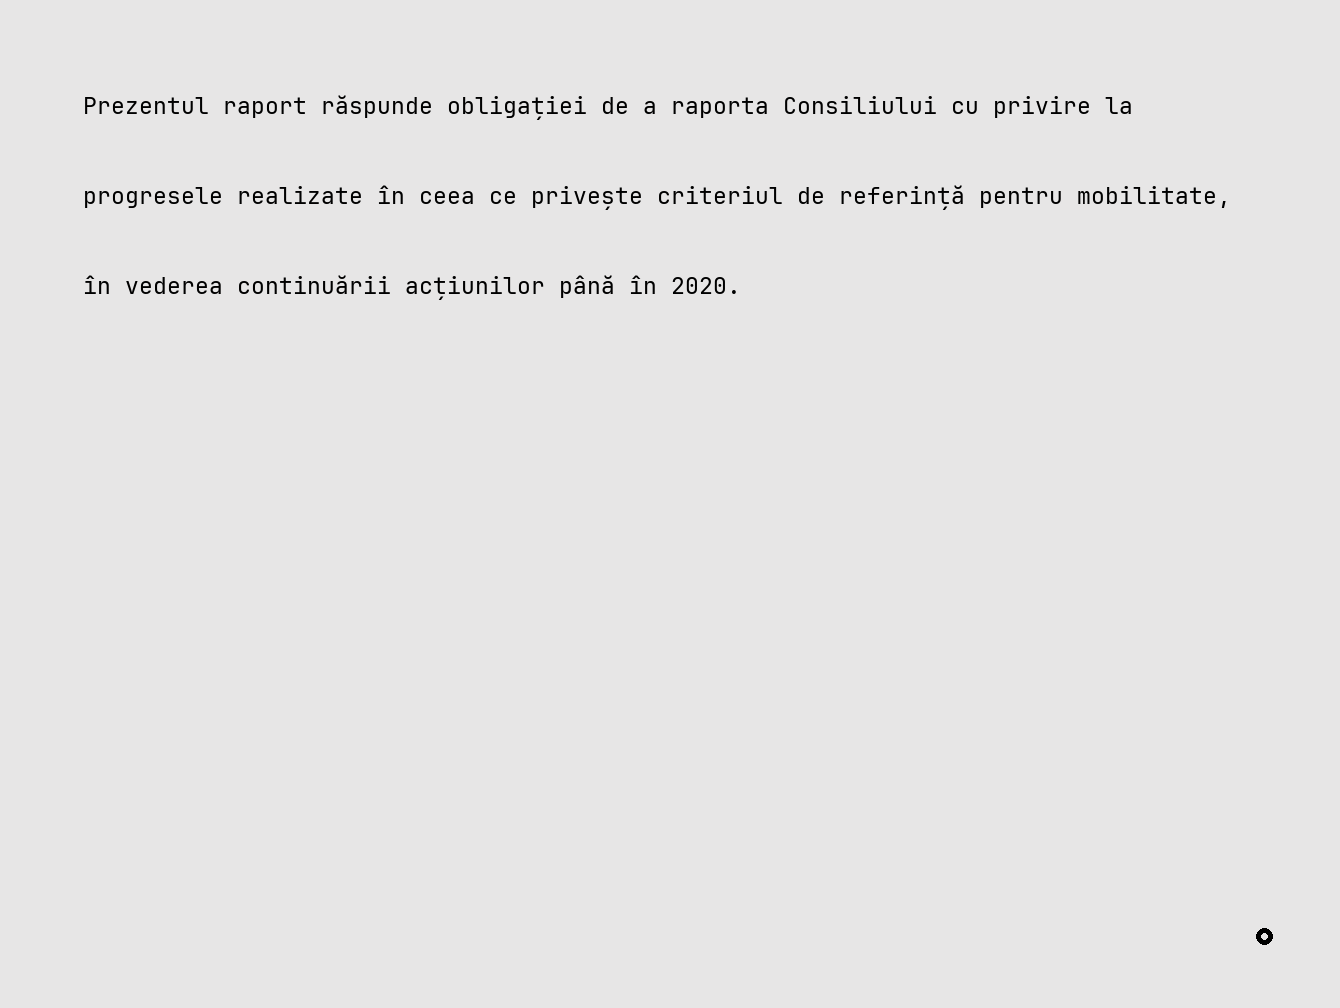 Prezentul raport răspunde obligației de a raporta Consiliului cu privire la
progresele realizate în ceea ce privește criteriul de referință pentru mobilitate,
în vederea continuării acțiunilor până în 2020.